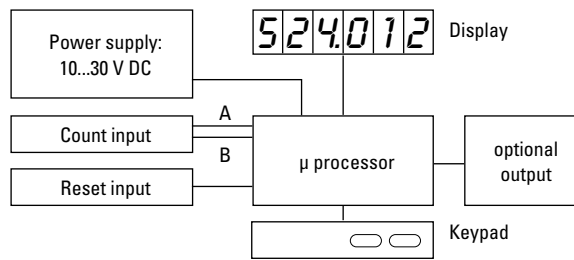 Power supply:
10...30 V DC
524.012
Display
A
Count input
B
µ processor
optional
output
Reset input
Keypad